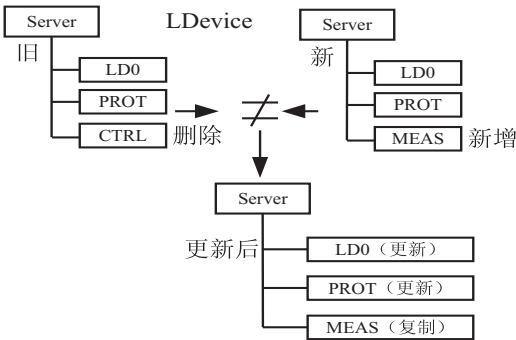 Server
LDevice
Server
旧
新
LD0
PROT
CTRL
删除
LD0
PROT
MEAS
新增
Server
更新后
LD0（更新）
PROT（更新）
MEAS（复制）